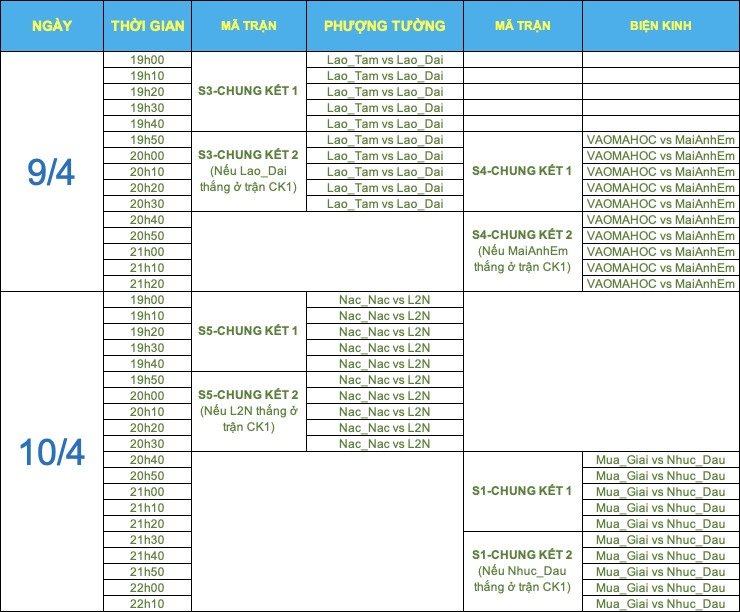 NGÀY THỜI GIAN MÃ TRẬN PHƯỢNG TƯỜNG MÃ TRẬN BIỆN KINH
9/4
19h00 Lao_Tam vs Lao_Dai
19h10 Lao_Tam vs Lao_Dai
19h20 S3-CHUNG KẾT 1 Lao_Tam vs Lao_Dai
19h30 Lao_Tam vs Lao_Dai
19h40 Lao_Tam vs Lao_Dai
19h50 Lao_Tam vs Lao_Dai VAOMAHOC vs MaiAnhEm
20h00 S3-CHUNG KẾT 2 Lao_Tam vs Lao_Dai VAOMAHOC vs MaiAnhEm
20h10 (Nếu Lao_Dai Lao_Tam vs Lao_Dai S4-CHUNG KẾT 1 VAOMAHOC vs MaiAnhEm
20h20 thắng ở trận CK1) Lao_Tam vs Lao_Dai VAOMAHOC vs MaiAnhEm
20h30 Lao_Tam vs Lao_Dai VAOMAHOC vs MaiAnhEm
20h40 VAOMAHOC vs MaiAnhEm
20h50 S4-CHUNG KẾT 2 VAOMAHOC vs MaiAnhEm
21h00 (Nếu MaiAnhEm VAOMAHOC vs MaiAnhEm
21h10 thắng ở trận CK1) VAOMAHOC vs MaiAnhEm
21h20 VAOMAHOC vs MaiAnhEm
10/4
19h00 Nac_Nac vs L2N
19h10 Nac_Nac vs L2N
19h20 S5-CHUNG KẾT 1 Nac_Nac vs L2N
19h30 Nac_Nac vs L2N
19h40 Nac_Nac vs L2N
19h50 Nac_Nac vs L2N
20h00 S5-CHUNG KẾT 2 Nac_Nac vs L2N
20h10 (Nếu L2N thắng ở Nac_Nac vs L2N
20h20 trận CK1) Nac_Nac vs L2N
20h30 Nac_Nac vs L2N
20h40 Mua_Giai vs Nhuc_Dau
20h50 Mua_Giai vs Nhuc_Dau
21h00 S1-CHUNG KẾT 1 Mua_Giai vs Nhuc_Dau
21h10 Mua_Giai vs Nhuc_Dau
21h20 Mua_Giai vs Nhuc_Dau
21h30 Mua_Giai vs Nhuc_Dau
21h40 S1-CHUNG KẾT 2 Mua_Giai vs Nhuc_Dau
21h50 (Nếu Nhuc_Dau Mua_Giai vs Nhuc_Dau
22h00 thắng ở trận CK1) Mua_Giai vs Nhuc_Dau
22h10 Mua_Giai vs Nhuc_Dau